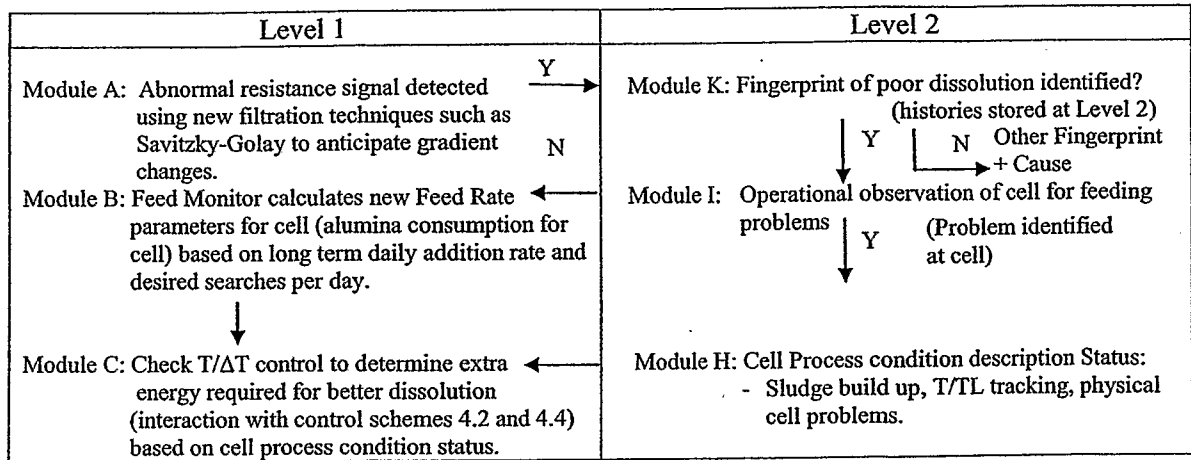 Level 1
Module A: Abnormal resistance signal detected
using new filtration techniques such as
Savitzky-Golay to anticipate gradient
changes.
Y
N
Module B: Feed Monitor calculates new Feed Rate
parameters for cell (alumina consumption for
cell) based on long term daily addition rate and
desired searches per day.
Module C: Check T/ΔT control to determine extra
energy required for better dissolution
(interaction with control schemes 4.2 and 4.4)
based on cell process condition status.
Level 2
Module K: Fingerprint of poor dissolution identified?
(histories stored at Level 2)
Y
N Other Fingerprint
+ Cause
Module I: Operational observation of cell for feeding
problems
Y
(Problem identified
at cell)
Module H: Cell Process condition description Status:
- Sludge build up, T/TL tracking, physical
cell problems.